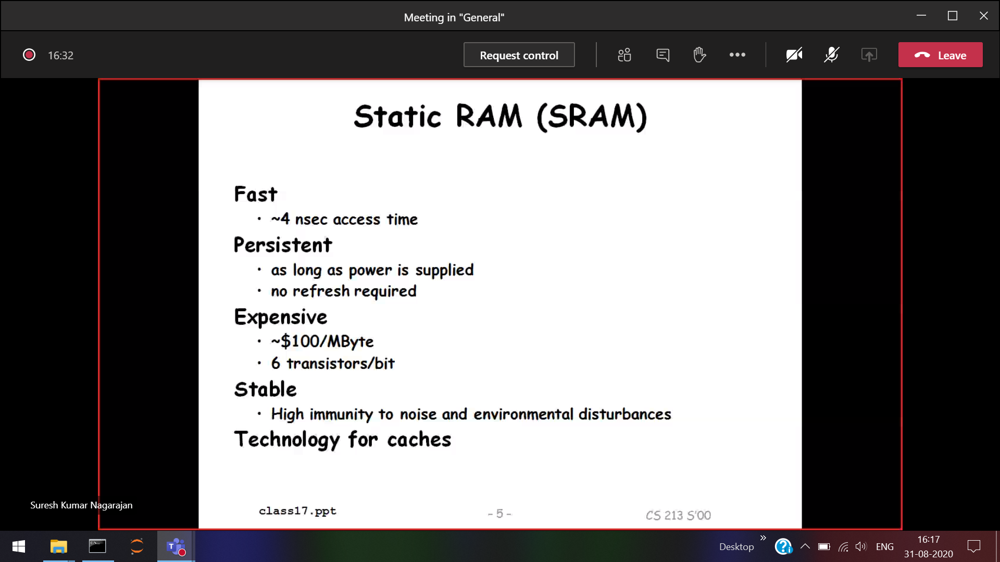 Meeting in "General"
16:32
Request control
Leave
Static RAM (SRAM)
Fast
• ~4 nsec access time
Persistent
• as long as power is supplied
• no refresh required
Expensive
• ~$100/MByte
• 6 transistors/bit
Stable
• High immunity to noise and environmental disturbances
Technology for caches
Suresh Kumar Nagarajan
class17.ppt
- 5 -
CS 213 S'00
Desktop
ENG
16:17
31-08-2020